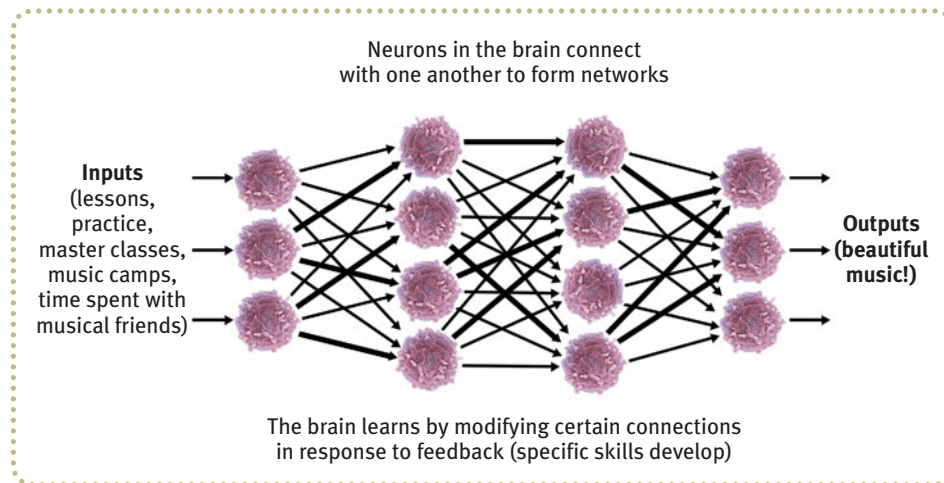 Neurons in the brain connect
with one another to form networks
Inputs
(lessons,
practice,
master classes,
music camps,
time spent with
musical friends)
Outputs
(beautiful
music!)
The brain learns by modifying certain connections
in response to feedback (specific skills develop)